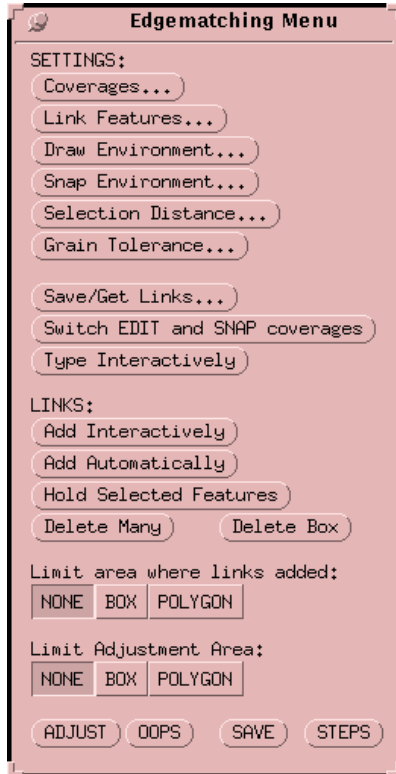 Edgematching Menu
SETTINGS:
Coverages...
Link Features...
Draw Environment...
Snap Environment...
Selection Distance...
Grain Tolerance...
Save/Get Links...
Switch EDIT and SNAP coverages
Type Interactively
LINKS:
Add Interactively
Add Automatically
Hold Selected Features
Delete Many Delete Box
Limit area where links added:
NONE BOX POLYGON
Limit Adjustment Area:
NONE BOX POLYGON
ADJUST OOPS SAVE STEPS